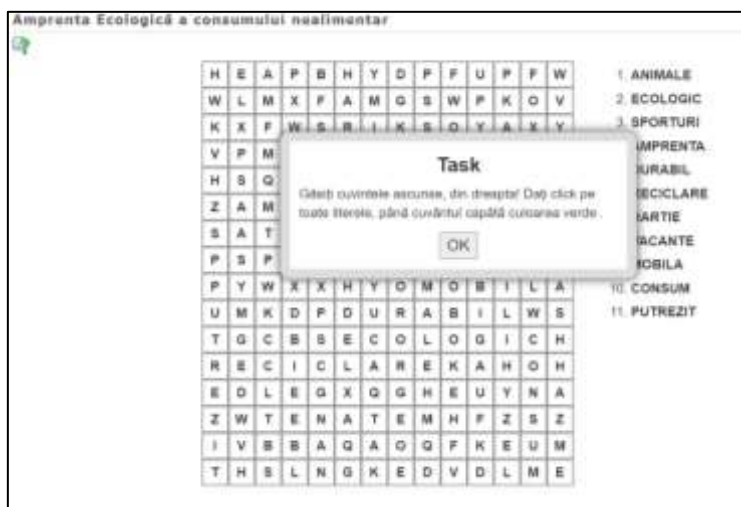 Amprenta Ecologică a consumului nealimentar
H E A P B H Y D P F U P F W
W L M X F A M G S W P K O V
K X F W S R I K S O Y A X Y
V P M
H S Q
Z A M
S A T
P S P
P Y W X X H Y O M O B I L A
U M K D P D U R A B I L W S
T G C B S E C O L O G I C H
R E C I C L A R E K A H O H
E D L E G X Q G H E U Y N A
Z W T E N A T E M H F Z S Z
I V B B A Q A O Q F K E U M
T H S L N G K E D V D L M E
1. ANIMALE
2. ECOLOGIC
3. SPORTURI
AMPRENTA
DURABIL
RECICLARE
VACANTE
MOBILA
10. CONSUM
11. PUTREZIT
Task
Găsiți cuvintele ascunse, din dreapta! Dați click pe
toate literele, până cuvântul capătă culoarea verde .
OK